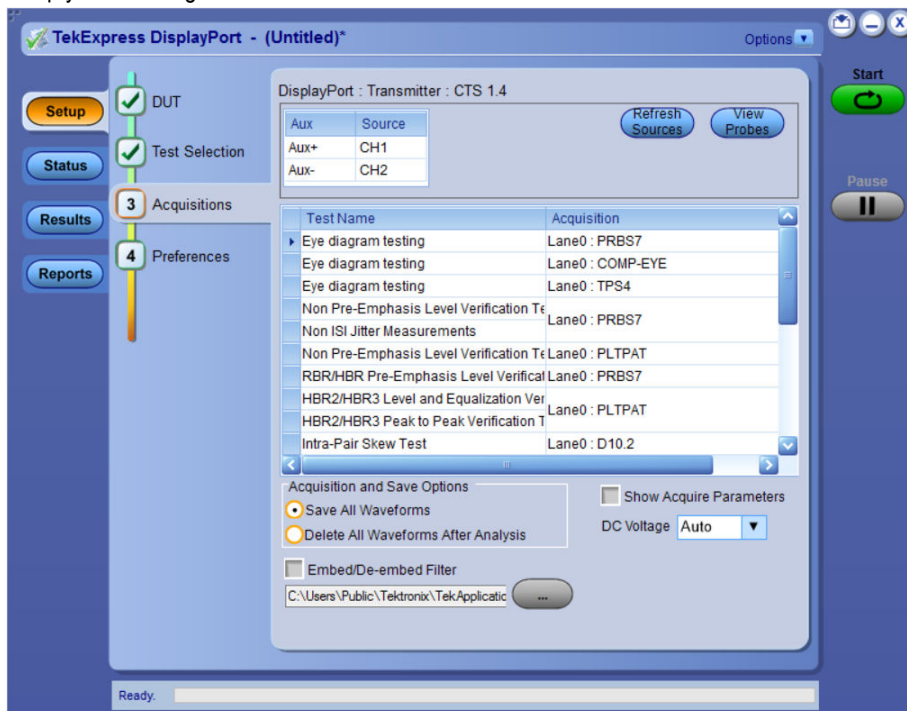 TekExpress DisplayPort - (Untitled)*
Options
Start
Pause
Setup
Status
Results
Reports
DUT
Test Selection
3 Acquisitions
4 Preferences
DisplayPort : Transmitter : CTS 1.4
Refresh Sources
View Probes
Aux Source
Aux+ CH1
Aux- CH2
Test Name Acquisition
Eye diagram testing Lane0 : PRBS7
Eye diagram testing Lane0 : COMP-EYE
Eye diagram testing Lane0 : TPS4
Non Pre-Emphasis Level Verification Te
Lane0 : PRBS7
Non ISI Jitter Measurements
Non Pre-Emphasis Level Verification Te Lane0 : PLTPAT
RBR/HBR Pre-Emphasis Level Verificat Lane0 : PRBS7
HBR2/HBR3 Level and Equalization Ver
Lane0 : PLTPAT
HBR2/HBR3 Peak to Peak Verification T
Intra-Pair Skew Test Lane0 : D10.2
Acquisition and Save Options
Save All Waveforms
Delete All Waveforms After Analysis
Show Acquire Parameters
DC Voltage Auto
Embed/De-embed Filter
C:\Users\Public\Tektronix\TekApplicatic
...
Ready.